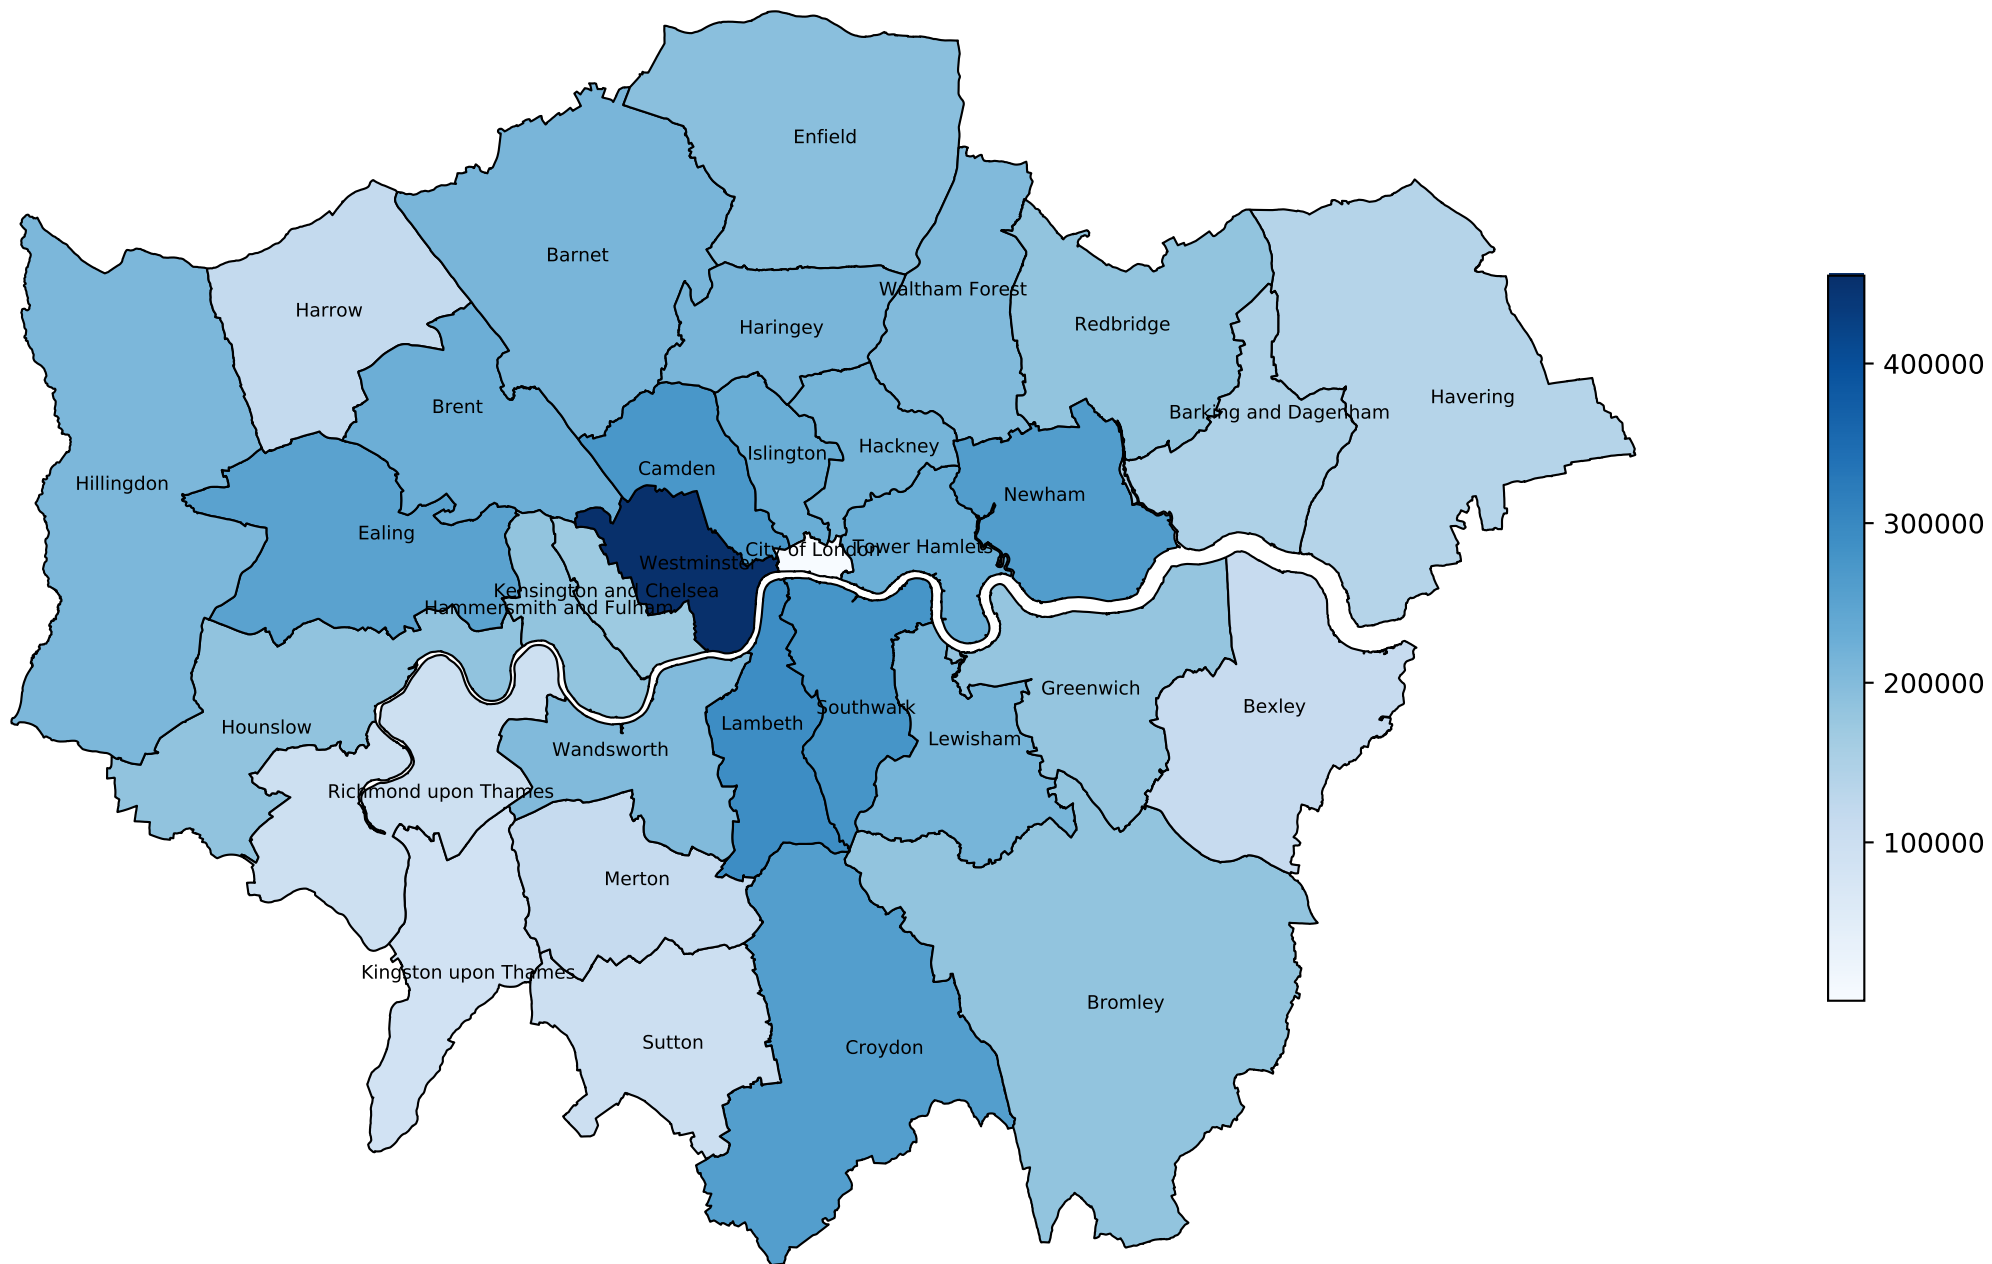 Enfield
Barnet
Waltham Forest
Harrow
Redbridge
Haringey
Havering
Brent
Barking and Dagenham
Hackney
Islington
Camden
Hillingdon
Newham
Ealing
Tower Hamlets
City of London
Westminster
Kensington and Chelsea
Hammersmith and Fulham
Greenwich
Bexley
Southwark
Lambeth
Hounslow
Lewisham
Wandsworth
Richmond upon Thames
Merton
Kingston upon Thames
Bromley
Sutton
Croydon
400000
300000
200000
100000